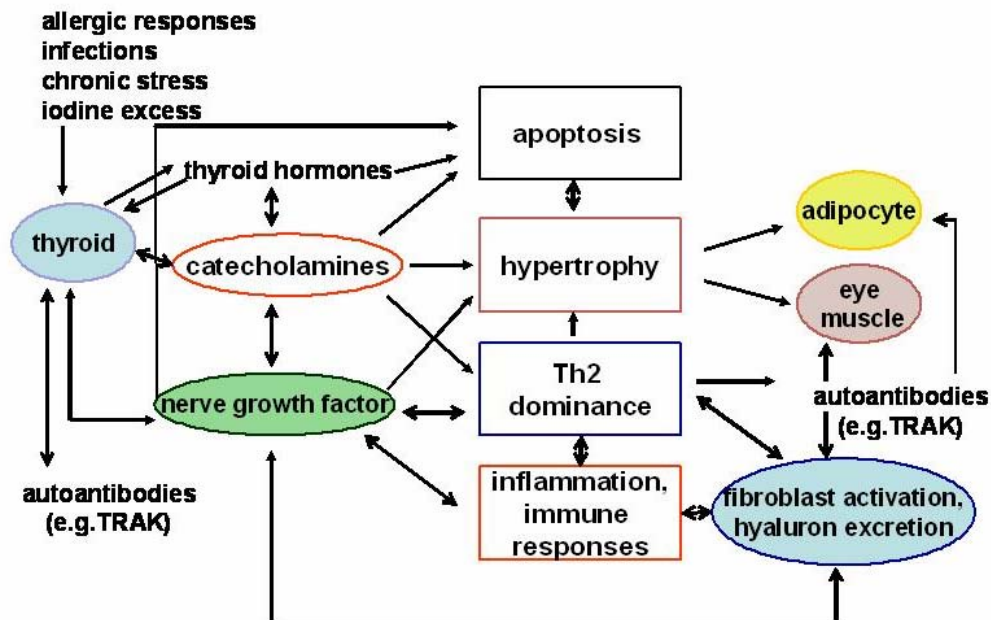 allergic responses
infections
chronic stress
iodine excess
apoptosis
thyroid hormones
adipocyte
thyroid
catecholamines
hypertrophy
eye
muscle
Th2
dominance
nerve growth factor
autoantibodies
(e.g.TRAK)
autoantibodies
(e.g.TRAK)
inflammation,
immune
responses
fibroblast activation,
hyaluron excretion